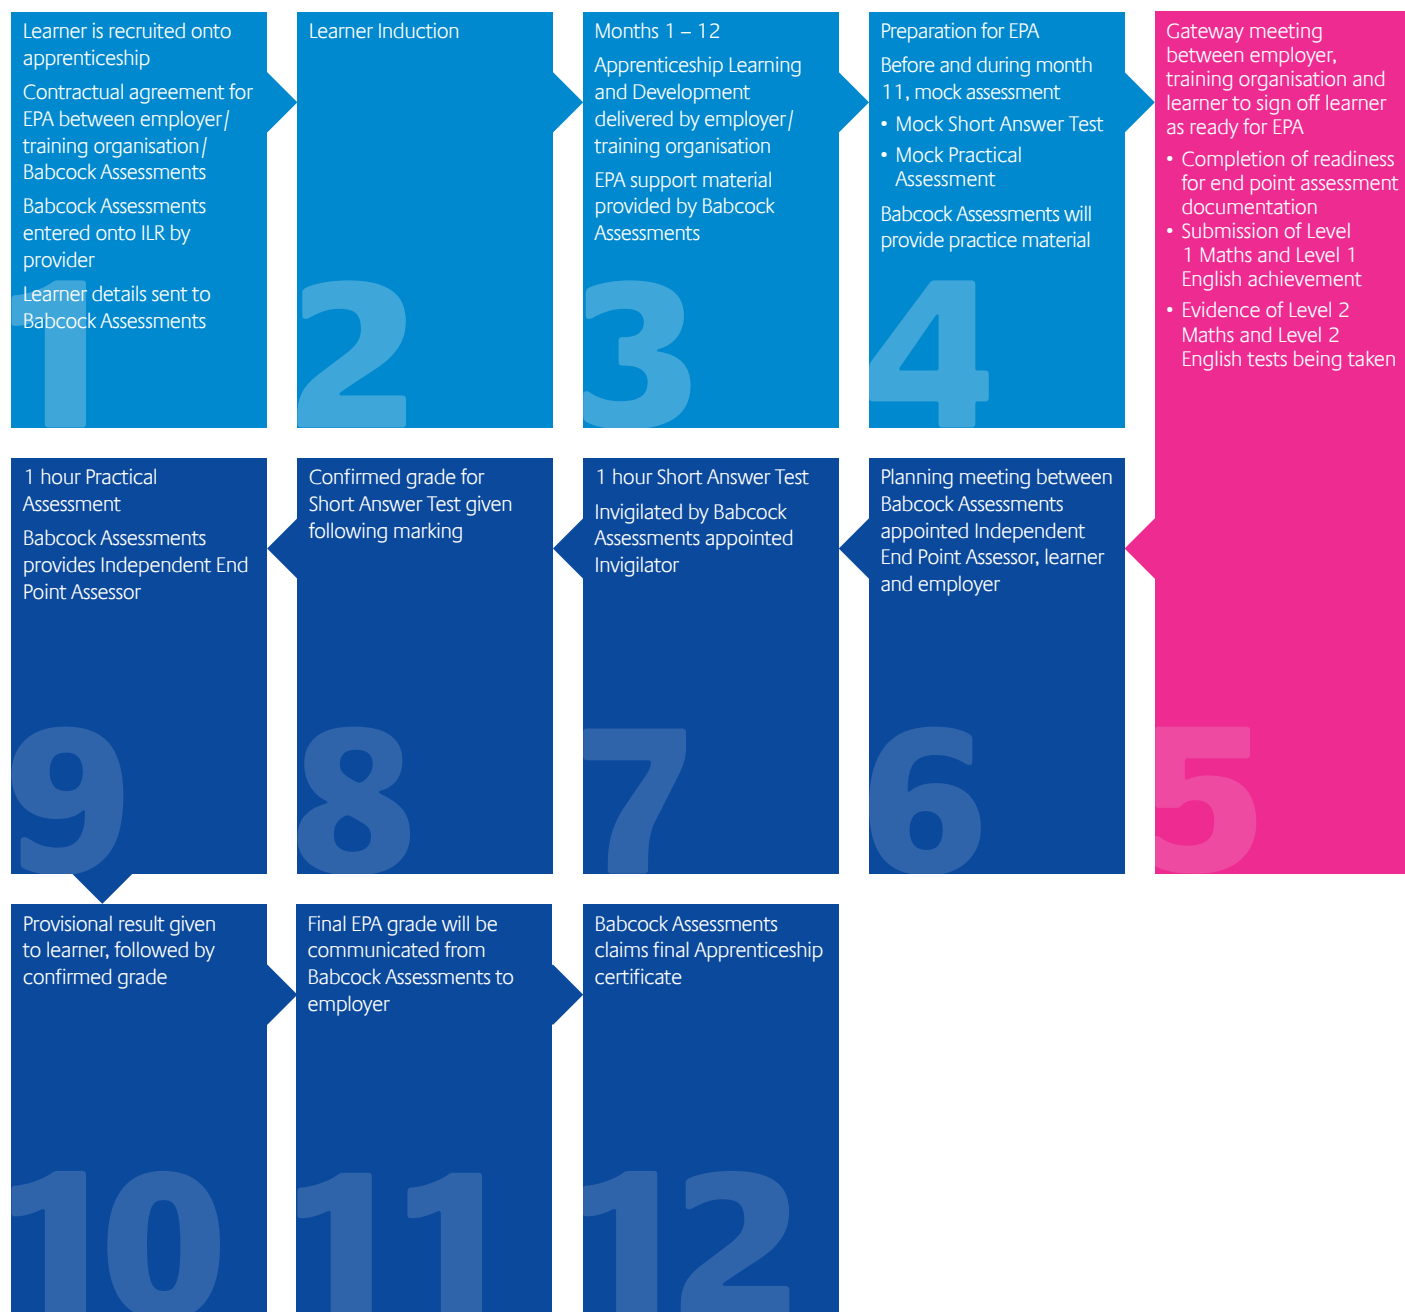 Learner is recruited onto
apprenticeship
Contractual agreement for
EPA between employer/
training organisation/
Babcock Assessments
Babcock Assessments
entered onto ILR by
provider
Learner details sent to
Babcock Assessments
1
Learner Induction
2
Months 1 – 12
Apprenticeship Learning
and Development
delivered by employer/
training organisation
EPA support material
provided by Babcock
Assessments
3
Preparation for EPA
Before and during month
11, mock assessment
• Mock Short Answer Test
• Mock Practical
Assessment
Babcock Assessments will
provide practice material
4
Gateway meeting
between employer,
training organisation and
learner to sign off learner
as ready for EPA
• Completion of readiness
for end point assessment
documentation
• Submission of Level
1 Maths and Level 1
English achievement
• Evidence of Level 2
Maths and Level 2
English tests being taken
5
Planning meeting between
Babcock Assessments
appointed Independent
End Point Assessor, learner
and employer
6
1 hour Short Answer Test
Invigilated by Babcock
Assessments appointed
Invigilator
7
Confirmed grade for
Short Answer Test given
following marking
8
1 hour Practical
Assessment
Babcock Assessments
provides Independent End
Point Assessor
9
Provisional result given
to learner, followed by
confirmed grade
10
Final EPA grade will be
communicated from
Babcock Assessments to
employer
11
Babcock Assessments
claims final Apprenticeship
certificate
12